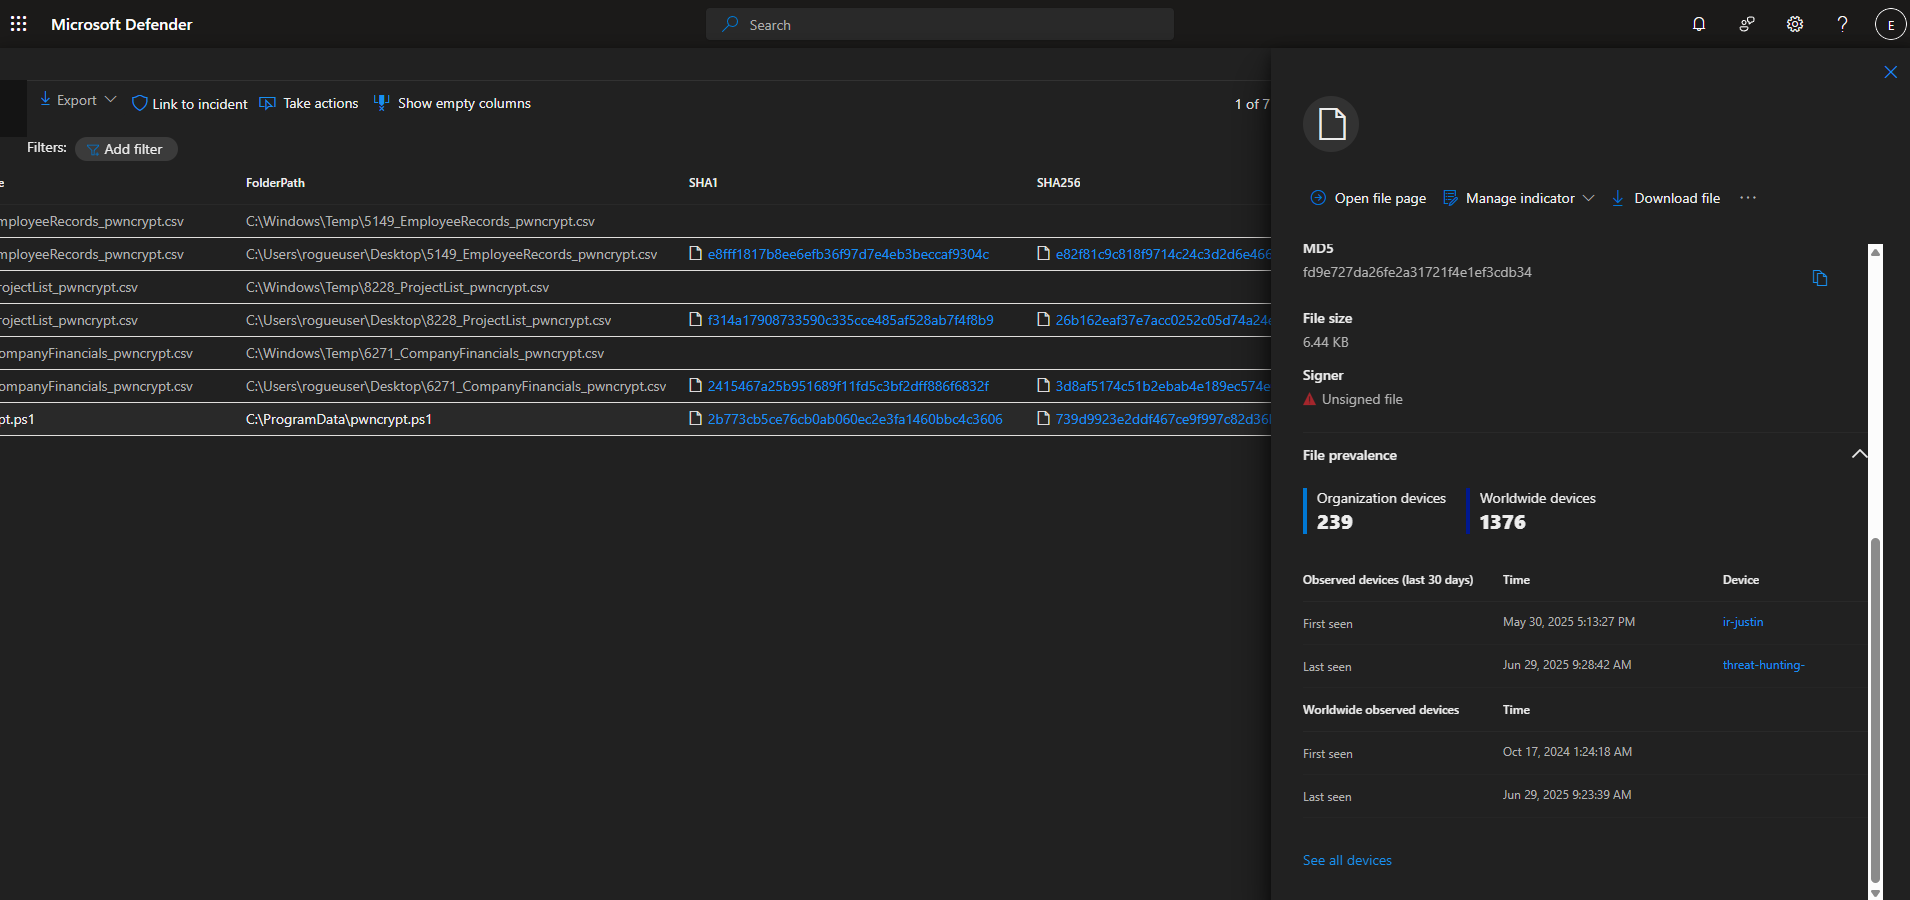 Microsoft Defender
Search
?
E
Export
Link to incident
Take actions
Show empty columns
1 of 7
Filters:
Add filter
e
FolderPath
SHA1
SHA256
mployeeRecords_pwncrypt.csv
C:\Windows\Temp\5149_EmployeeRecords_pwncrypt.csv
mployeeRecords_pwncrypt.csv
C:\Users\rogueuser\Desktop\5149_EmployeeRecords_pwncrypt.csv
e8fff1817b8ee6efb36f97d7e4eb3beccaf9304c
e82f81c9c818f9714c24c3d2d6e466
rojectList_pwncrypt.csv
C:\Windows\Temp\8228_ProjectList_pwncrypt.csv
rojectList_pwncrypt.csv
C:\Users\rogueuser\Desktop\8228_ProjectList_pwncrypt.csv
f314a17908733590c335cce485af528ab7f4f8b9
26b162eaf37e7acc0252c05d74a24e
ompanyFinancials_pwncrypt.csv
C:\Windows\Temp\6271_CompanyFinancials_pwncrypt.csv
ompanyFinancials_pwncrypt.csv
C:\Users\rogueuser\Desktop\6271_CompanyFinancials_pwncrypt.csv
2415467a25b951689f11fd5c3bf2dff886f6832f
3d8af5174c51b2ebab4e189ec574e
pt.ps1
C:\ProgramData\pwncrypt.ps1
2b773cb5ce76cb0ab060ec2e3fa1460bbc4c3606
739d9923e2ddf467ce9f997c82d36
Open file page
Manage indicator
Download file
...
MD5
fd9e727da26fe2a31721f4e1ef3cdb34
File size
6.44 KB
Signer
Unsigned file
File prevalence
Organization devices
239
Worldwide devices
1376
Observed devices (last 30 days)
Time
Device
First seen
May 30, 2025 5:13:27 PM
ir-justin
Last seen
Jun 29, 2025 9:28:42 AM
threat-hunting-
Worldwide observed devices
Time
First seen
Oct 17, 2024 1:24:18 AM
Last seen
Jun 29, 2025 9:23:39 AM
See all devices